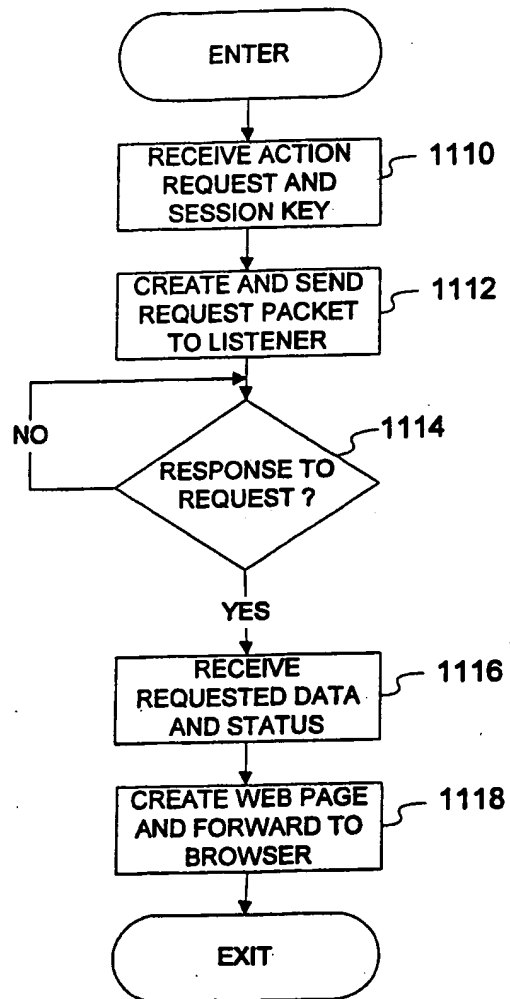 ENTER
RECEIVE ACTION
REQUEST AND
SESSION KEY
1110
CREATE AND SEND
REQUEST PACKET
TO LISTENER
1112
NO
RESPONSE TO
REQUEST ?
1114
YES
RECEIVE
REQUESTED DATA
AND STATUS
1116
CREATE WEB PAGE
AND FORWARD TO
BROWSER
1118
EXIT